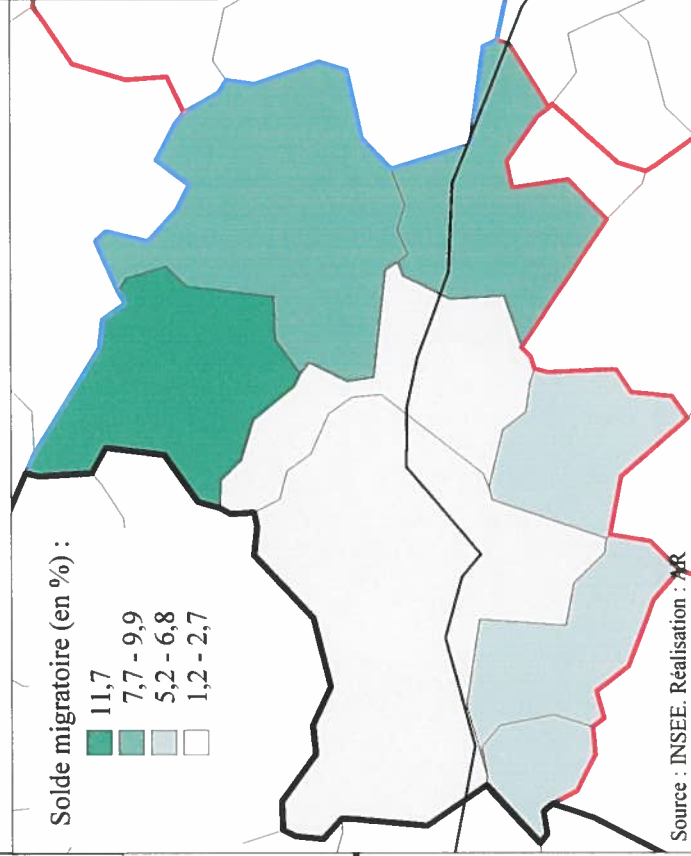 Solde migratoire (en %) :
11,7
7,7 - 9,9
5,2 - 6,8
1,2 - 2,7
Source : INSEE. Réalisation : AR